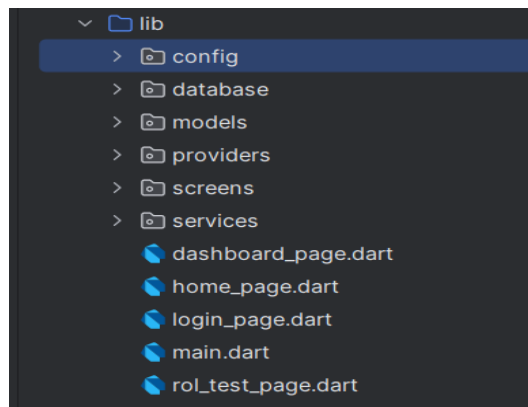 lib
config
database
models
providers
screens
services
dashboard_page.dart
home_page.dart
login_page.dart
main.dart
rol_test_page.dart